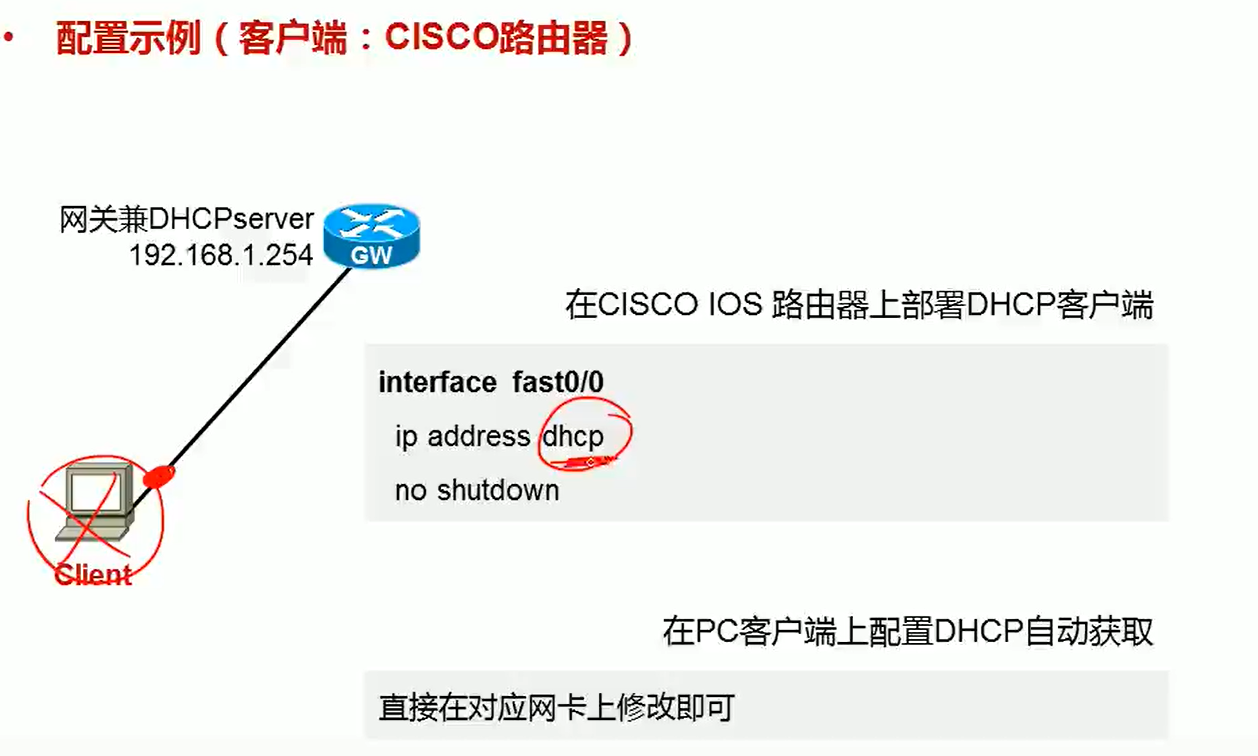 • 配置示例（客户端：CISCO路由器）
网关兼DHCPserver
192.168.1.254
GW
在CISCO IOS 路由器上部署DHCP客户端
interface fast0/0
ip address dhcp
no shutdown
Client
在PC客户端上配置DHCP自动获取
直接在对应网卡上修改即可